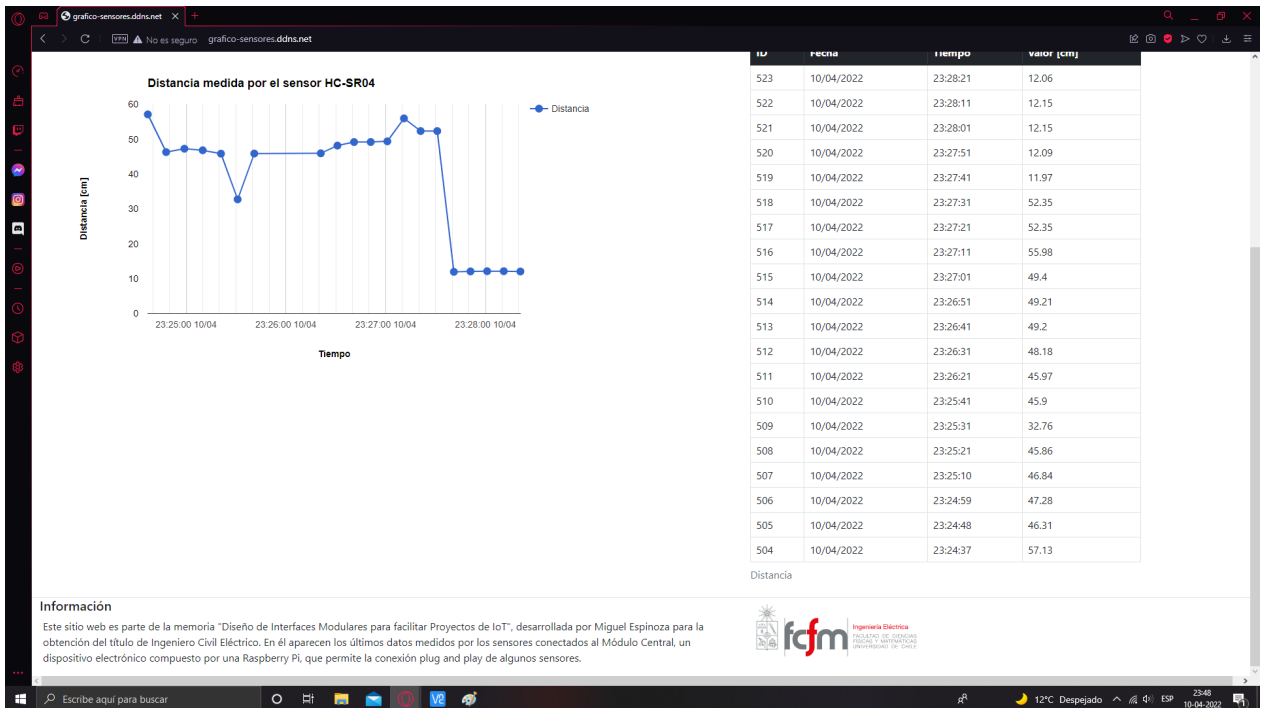 grafico-sensores.ddns.net
VPN No es seguro grafico-sensores.ddns.net
Distancia medida por el sensor HC-SR04
Distancia
Distancia [cm]
60
50
40
30
20
10
0
23:25:00 10/04 23:26:00 10/04 23:27:00 10/04 23:28:00 10/04
Tiempo
ID Fecha Tiempo Valor [cm]
523 10/04/2022 23:28:21 12.06
522 10/04/2022 23:28:11 12.15
521 10/04/2022 23:28:01 12.15
520 10/04/2022 23:27:51 12.09
519 10/04/2022 23:27:41 11.97
518 10/04/2022 23:27:31 52.35
517 10/04/2022 23:27:21 52.35
516 10/04/2022 23:27:11 55.98
515 10/04/2022 23:27:01 49.4
514 10/04/2022 23:26:51 49.21
513 10/04/2022 23:26:41 49.2
512 10/04/2022 23:26:31 48.18
511 10/04/2022 23:26:21 45.97
510 10/04/2022 23:25:41 45.9
509 10/04/2022 23:25:31 32.76
508 10/04/2022 23:25:21 45.86
507 10/04/2022 23:25:10 46.84
506 10/04/2022 23:24:59 47.28
505 10/04/2022 23:24:48 46.31
504 10/04/2022 23:24:37 57.13
Distancia
Información
Este sitio web es parte de la memoria "Diseño de Interfaces Modulares para facilitar Proyectos de IoT", desarrollada por Miguel Espinoza para la
obtención del título de Ingeniero Civil Eléctrico. En él aparecen los últimos datos medidos por los sensores conectados al Módulo Central, un
dispositivo electrónico compuesto por una Raspberry Pi, que permite la conexión plug and play de algunos sensores.
fcfm
Ingeniería Eléctrica
FACULTAD DE CIENCIAS
FÍSICAS Y MATEMÁTICAS
UNIVERSIDAD DE CHILE
Escribe aquí para buscar
12°C Despejado ESP 23:48
10-04-2022